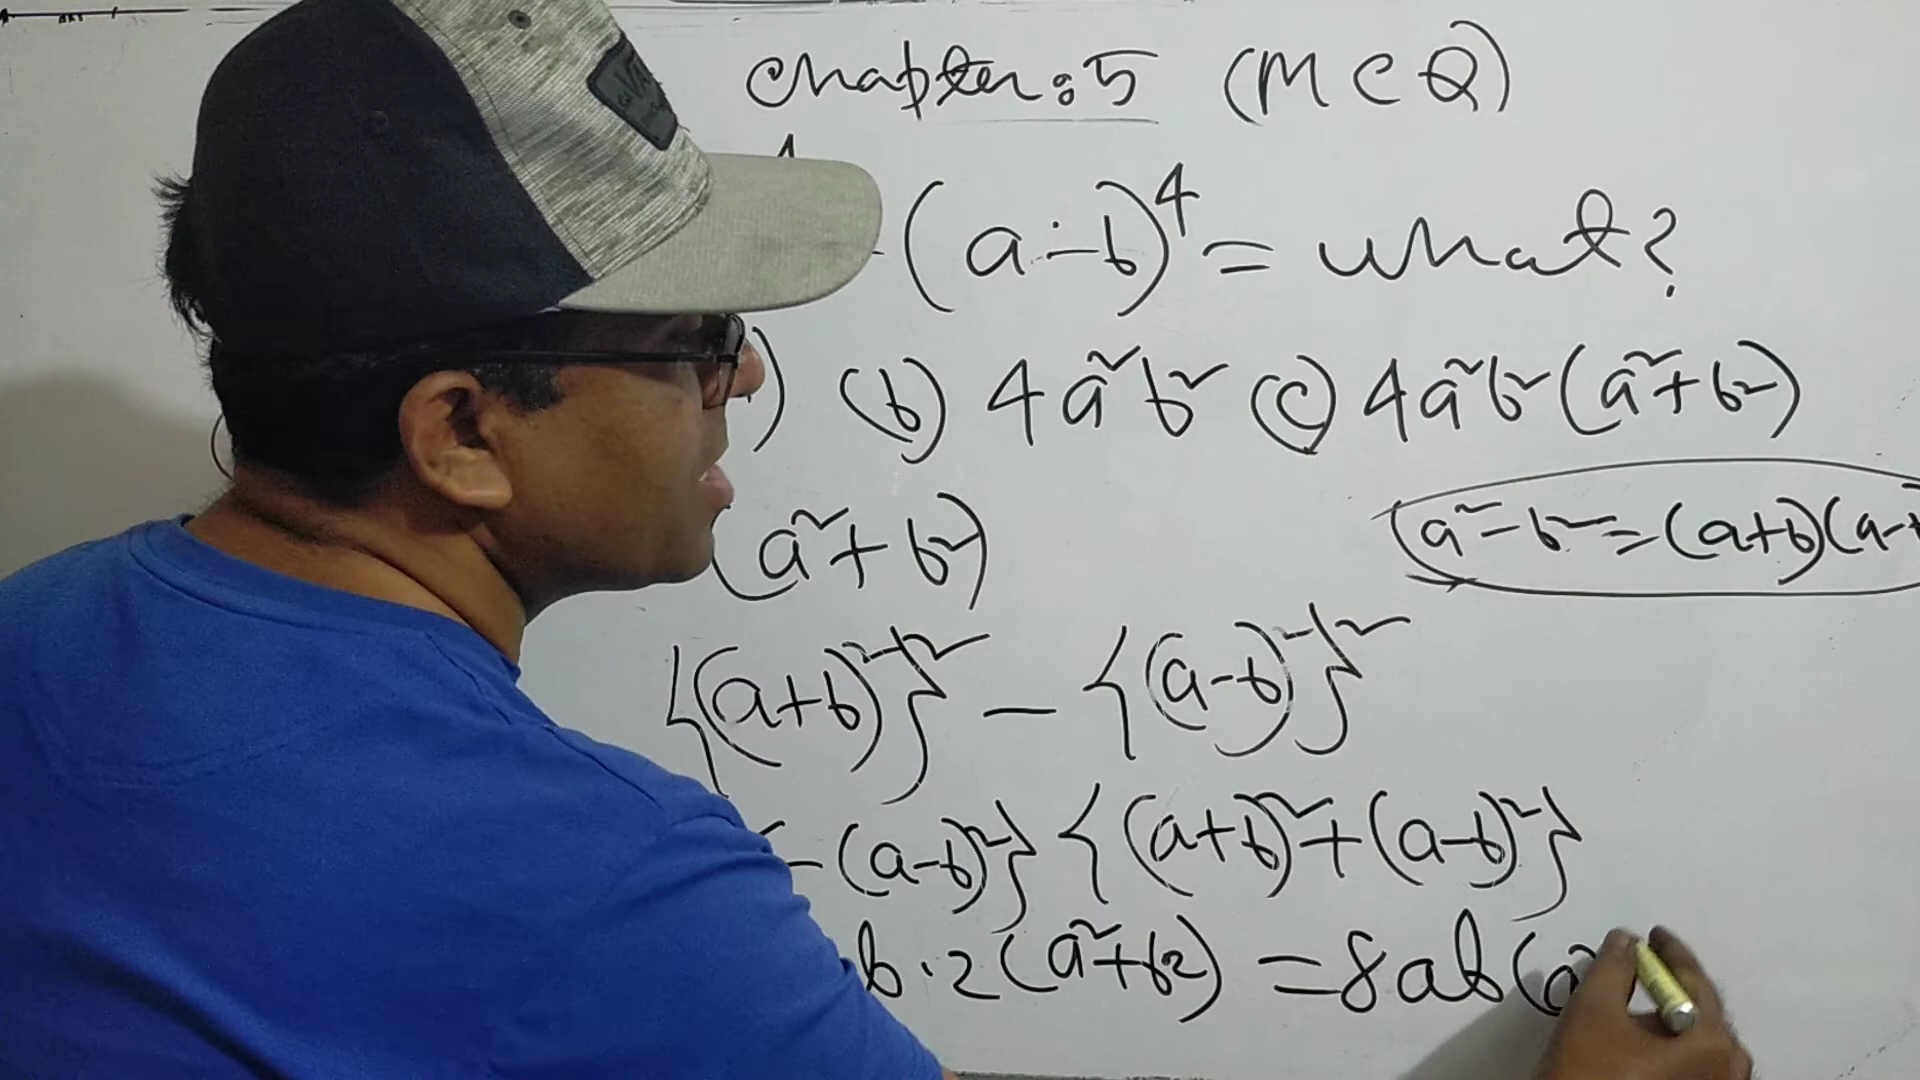 Chapter:5 (MCQ)
-(a-b)⁴ = what?
) (b) 4a²b² (c) 4a²b²(a²+b²)
(a²+b²)
(a²-b²=(a+b)(a-
{(a+b)²}² - {(a-b)²}²
-(a-b)²}{(a+b)²+(a-b)²}
b·2(a²+b²) = 8ab(a²